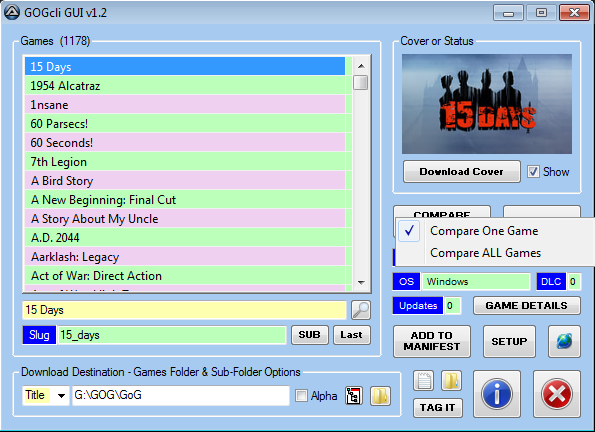 GOGcli GUI v1.2
Games (1178)
15 Days
1954 Alcatraz
1nsane
60 Parsecs!
60 Seconds!
7th Legion
A Bird Story
A New Beginning: Final Cut
A Story About My Uncle
A.D. 2044
Aarklash: Legacy
Act of War: Direct Action
15 Days
Slug
15_days
SUB
Last
Cover or Status
15 DAYS
Download Cover
Show
COMPARE
Compare One Game
Compare ALL Games
OS
Windows
DLC
0
Updates
0
GAME DETAILS
ADD TO
MANIFEST
SETUP
Download Destination - Games Folder & Sub-Folder Options
Title
G:\GOG\GoG
Alpha
TAG IT